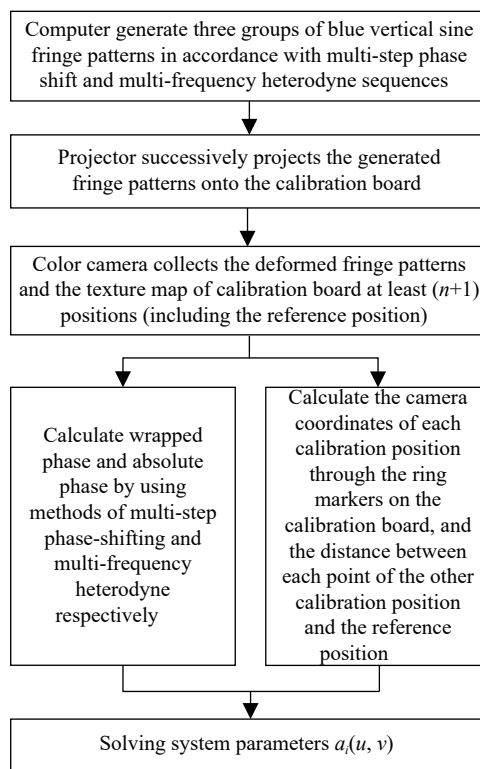 Computer generate three groups of blue vertical sine
fringe patterns in accordance with multi-step phase
shift and multi-frequency heterodyne sequences
Projector successively projects the generated
fringe patterns onto the calibration board
Color camera collects the deformed fringe patterns
and the texture map of calibration board at least (n+1)
positions (including the reference position)
Calculate wrapped
phase and absolute
phase by using
methods of multi-step
phase-shifting and
multi-frequency
heterodyne
respectively
Calculate the camera
coordinates of each
calibration position
through the ring
markers on the
calibration board, and
the distance between
each point of the other
calibration position
and the reference
position
Solving system parameters ai(u, v)